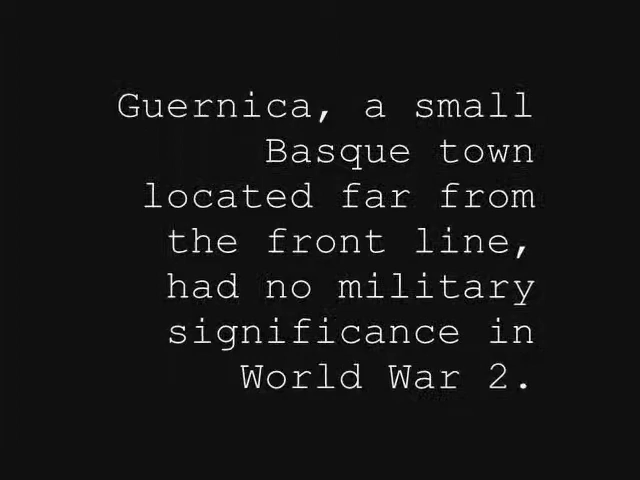 Guernica, a small
Basque town
located far from
the front line,
had no military
significance in
World War 2.